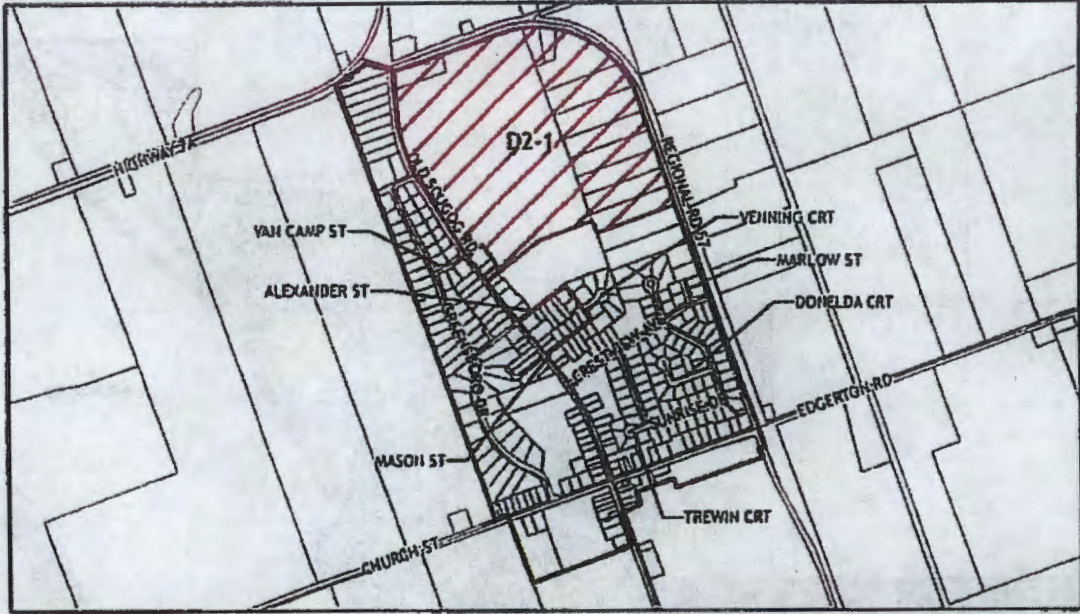 D2-1
HIGHWAY 7A
OLD SCUGOG RD
REGIONAL RD 57
VAN CAMP ST
VENNING CRT
MARLOW ST
ALEXANDER ST
DONELDA CRT
CRESTVIEW AVE
EDGERTON RD
MASON ST
TREWIN CRT
CHURCH ST